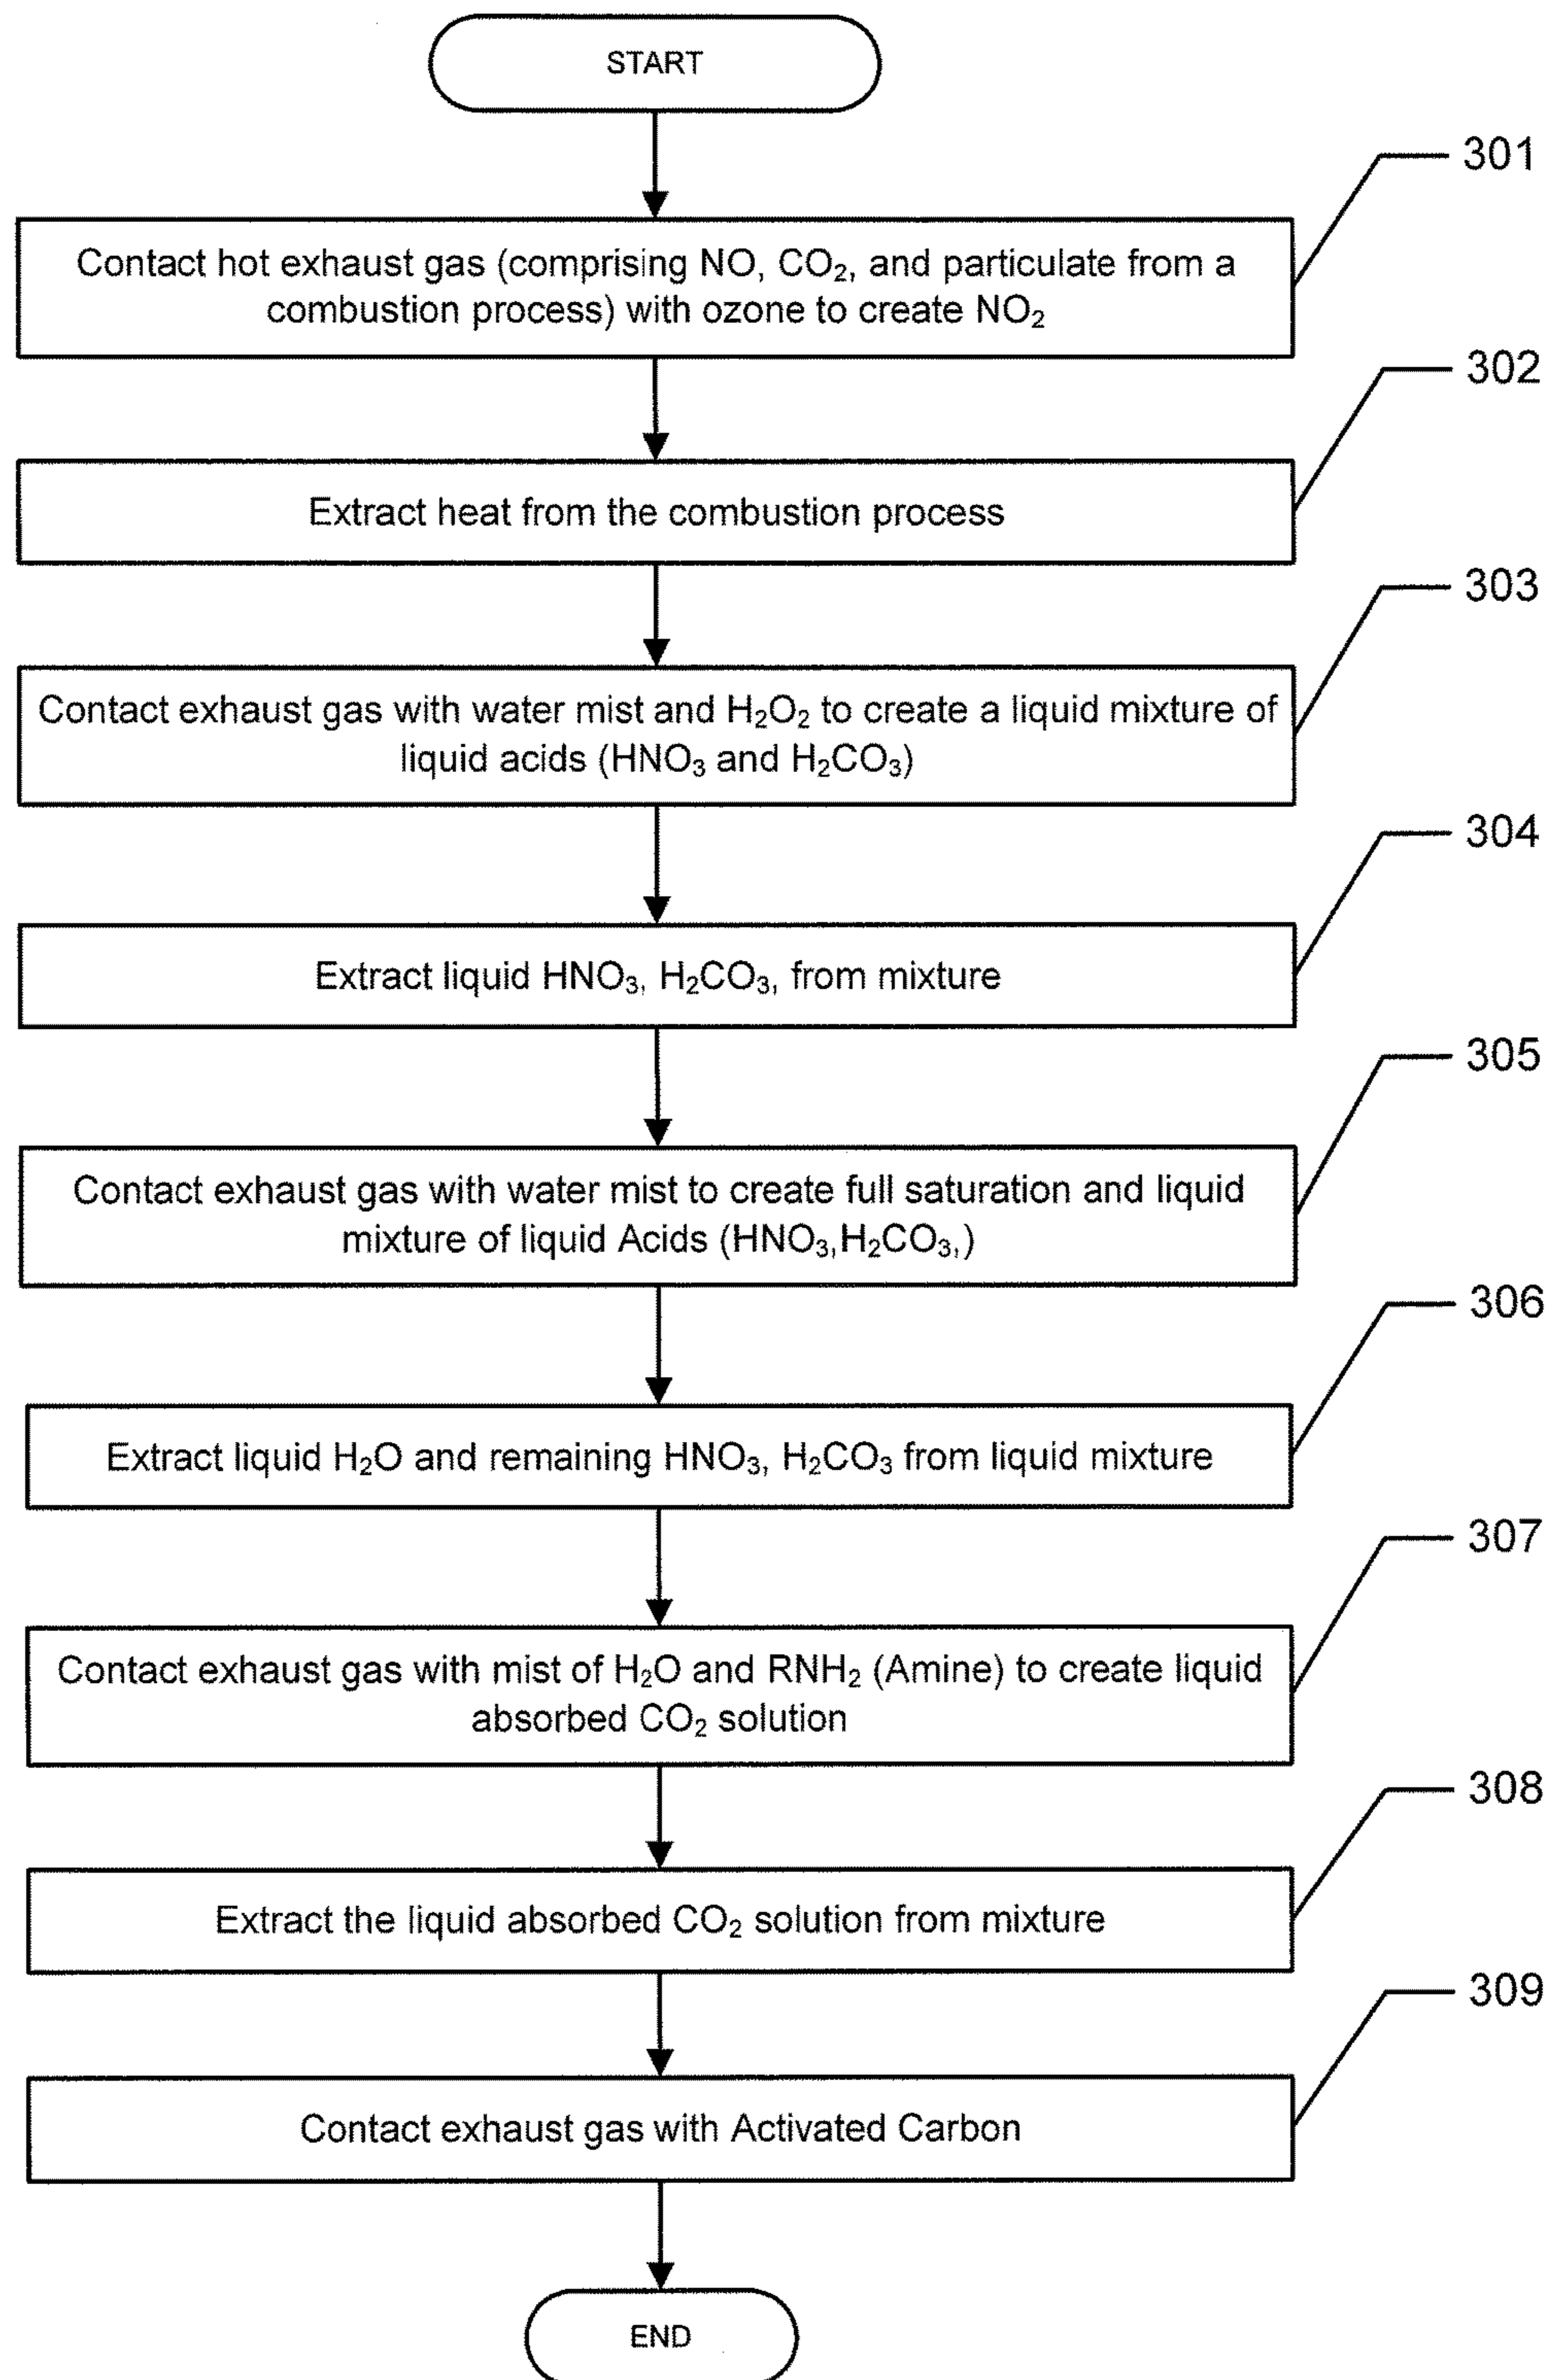 START
301
Contact hot exhaust gas (comprising NO, CO₂, and particulate from a
combustion process) with ozone to create NO₂
302
Extract heat from the combustion process
303
Contact exhaust gas with water mist and H₂O₂ to create a liquid mixture of
liquid acids (HNO₃ and H₂CO₃)
304
Extract liquid HNO₃, H₂CO₃, from mixture
305
Contact exhaust gas with water mist to create full saturation and liquid
mixture of liquid Acids (HNO₃,H₂CO₃,)
306
Extract liquid H₂O and remaining HNO₃, H₂CO₃ from liquid mixture
307
Contact exhaust gas with mist of H₂O and RNH₂ (Amine) to create liquid
absorbed CO₂ solution
308
Extract the liquid absorbed CO₂ solution from mixture
309
Contact exhaust gas with Activated Carbon
END